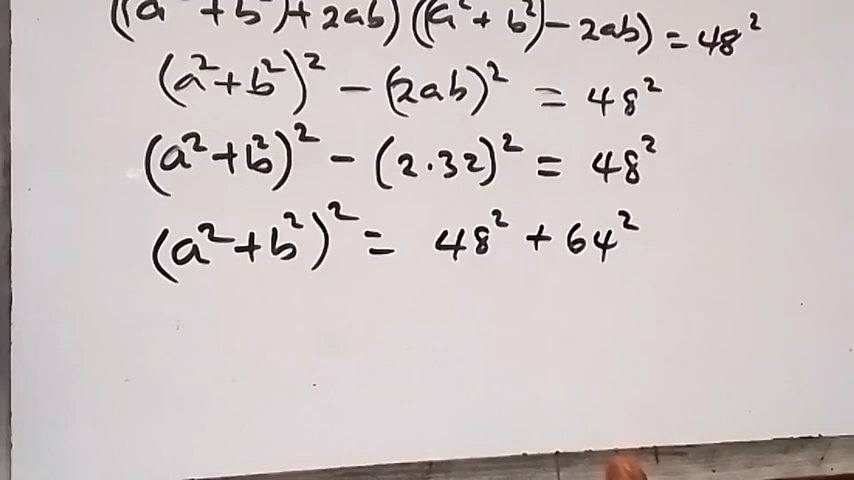 ((a² + b²) + 2ab) ((a² + b²) - 2ab) = 48²
(a² + b²)² - (2ab)² = 48²
(a² + b²)² - (2·32)² = 48²
(a² + b²)² = 48² + 64²